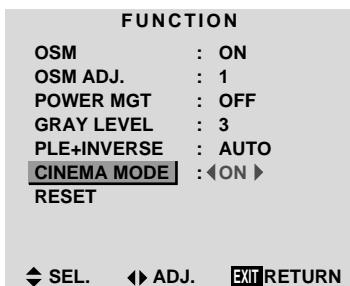 FUNCTION
OSM : ON
OSM ADJ. : 1
POWER MGT : OFF
GRAY LEVEL : 3
PLE+INVERSE : AUTO
CINEMA MODE : ON
RESET
SEL. ADJ. EXIT RETURN